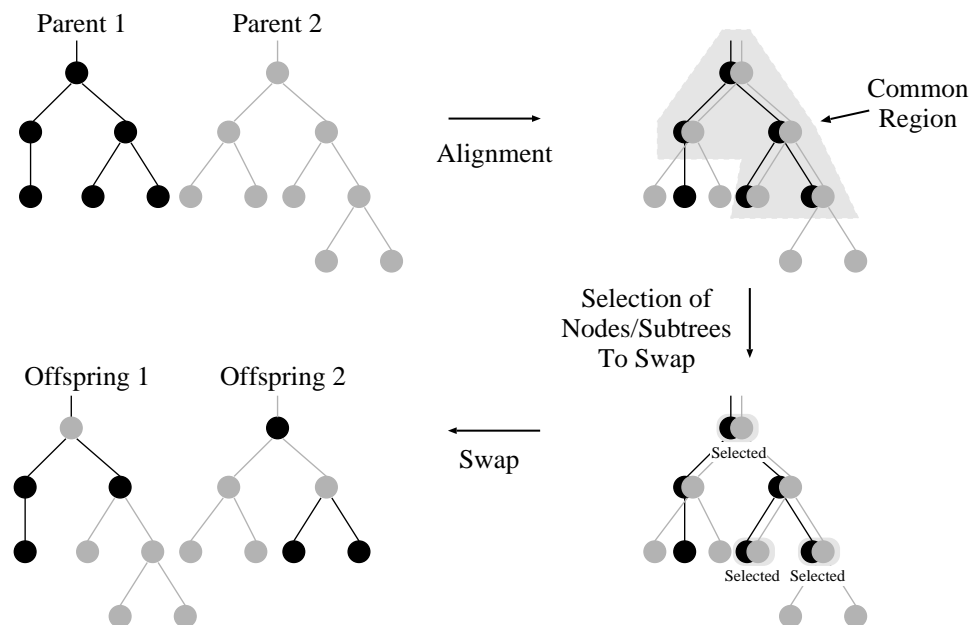 Parent 1
Parent 2
Alignment
Common
Region
Selection of
Nodes/Subtrees
To Swap
Offspring 1
Offspring 2
Swap
Selected
Selected
Selected